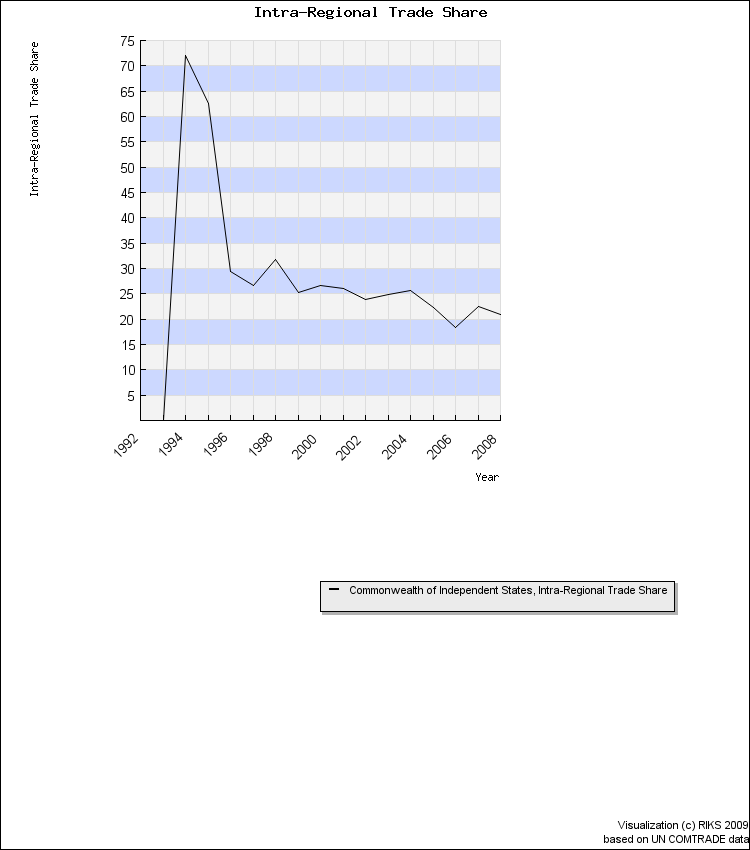 Intra-Regional Trade Share
Intra-Regional Trade Share
75
70
65
60
55
50
45
40
35
30
25
20
15
10
5
1992 1994 1996 1998 2000 2002 2004 2006 2008
Year
Commonwealth of Independent States, Intra-Regional Trade Share
Visualization (c) RIKS 2009
based on UN COMTRADE data